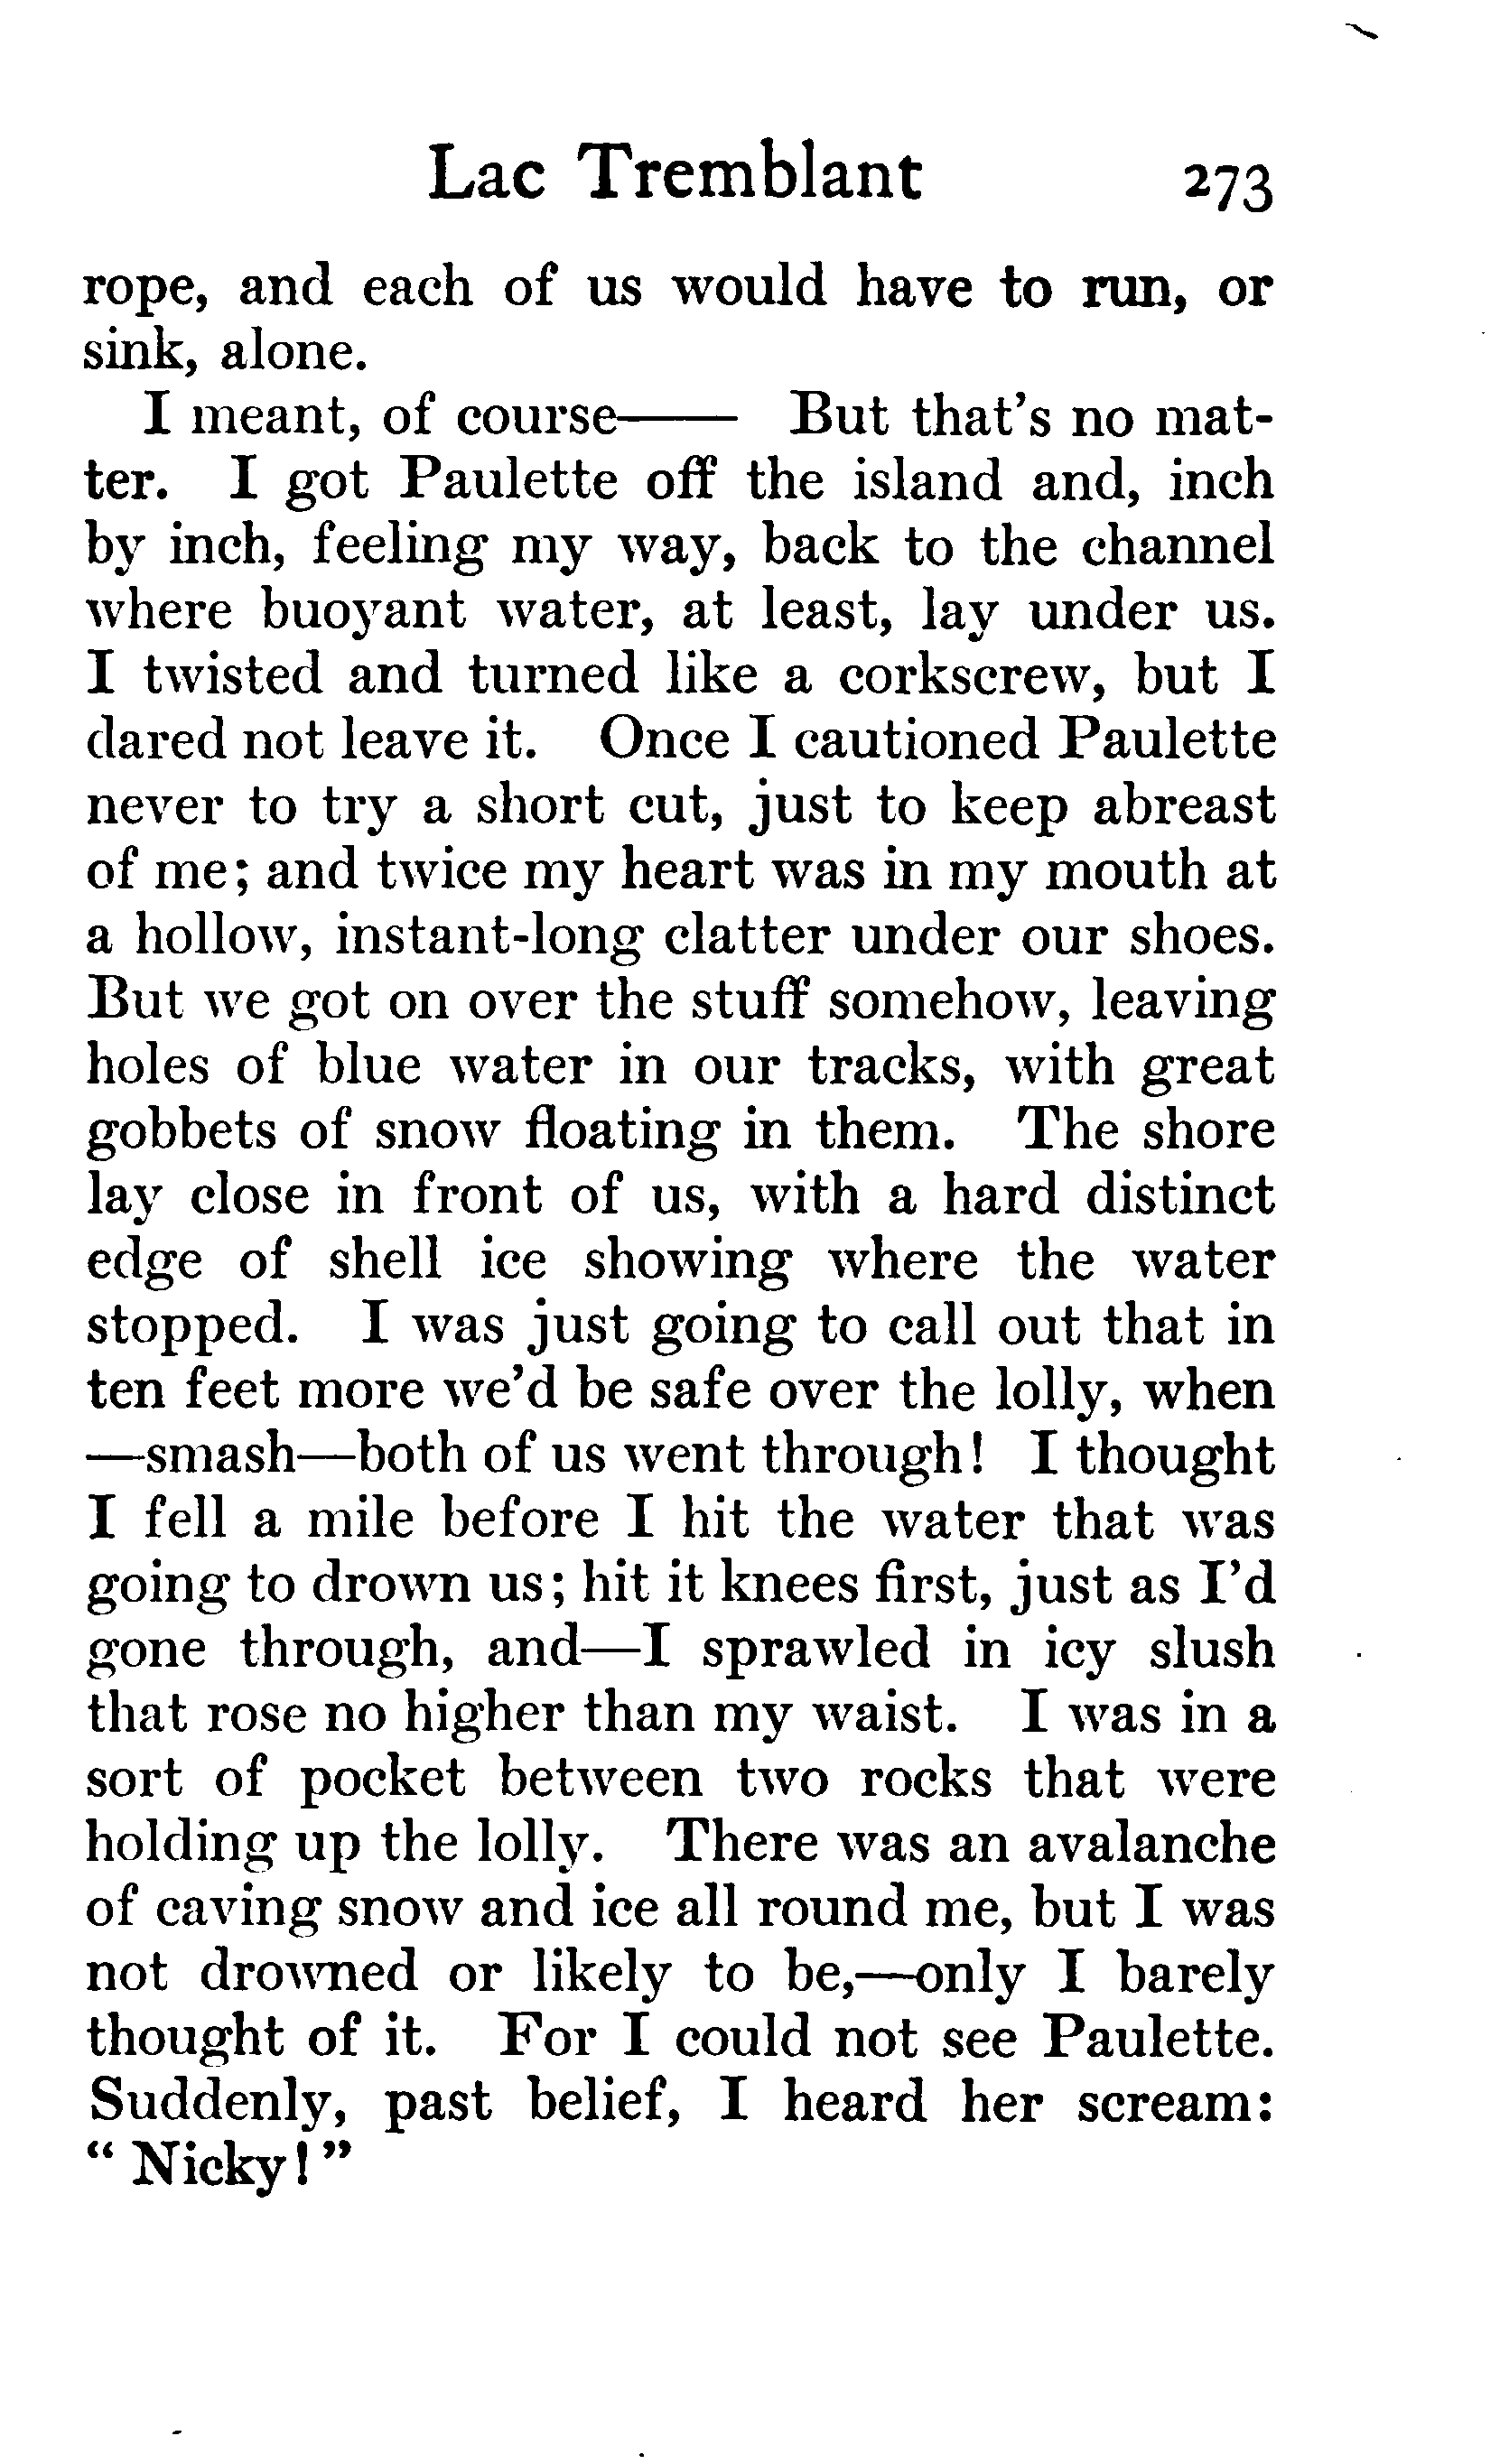 Lac Tremblant 273
rope, and each of us would have to run, or
sink, alone.
I meant, of course—— But that's no mat-
ter. I got Paulette off the island and, inch
by inch, feeling my way, back to the channel
where buoyant water, at least, lay under us.
I twisted and turned like a corkscrew, but I
dared not leave it. Once I cautioned Paulette
never to try a short cut, just to keep abreast
of me; and twice my heart was in my mouth at
a hollow, instant-long clatter under our shoes.
But we got on over the stuff somehow, leaving
holes of blue water in our tracks, with great
gobbets of snow floating in them. The shore
lay close in front of us, with a hard distinct
edge of shell ice showing where the water
stopped. I was just going to call out that in
ten feet more we'd be safe over the lolly, when
—smash—both of us went through! I thought
I fell a mile before I hit the water that was
going to drown us; hit it knees first, just as I'd
gone through, and—I sprawled in icy slush
that rose no higher than my waist. I was in a
sort of pocket between two rocks that were
holding up the lolly. There was an avalanche
of caving snow and ice all round me, but I was
not drowned or likely to be,—only I barely
thought of it. For I could not see Paulette.
Suddenly, past belief, I heard her scream:
“ Nicky! ”